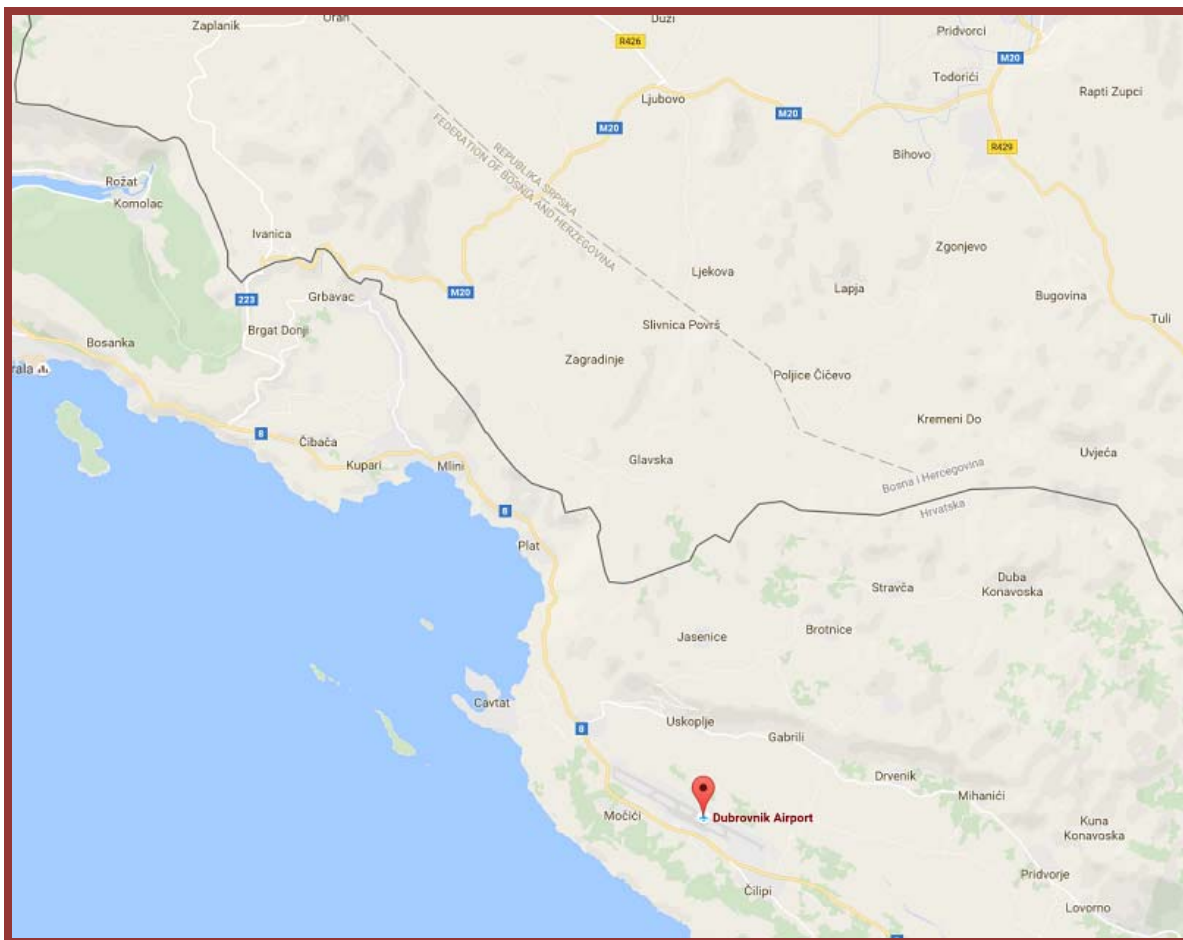 Zaplanik
Oran
Duži
R426
Pridvorci
M20
Todorići
Rapti Zupci
Ljubovo
M20
M20
R429
Bihovo
REPUBLIKA SRPSKA
FEDERATION OF BOSNIA AND HERZEGOVINA
Rožat
Komolac
Ivanica
Zgonjevo
Ljekova
Lapja
Bugovina
M20
223
Grbavac
Tuli
Slivnica Površ
Brgat Donji
Bosanka
Zagradinje
rala
Poljice Čičevo
Kremeni Do
8
Čibača
Uvjeća
Kupari
Mlini
Glavska
Bosna i Hercegovina
Hrvatska
8
Plat
Stravča
Duba
Konavoska
Brotnice
Jasenice
Cavtat
Uskoplje
8
Gabrili
Drvenik
Mihanići
Močići
Dubrovnik Airport
Kuna
Konavoska
Pridvorje
Čilipi
Lovorno